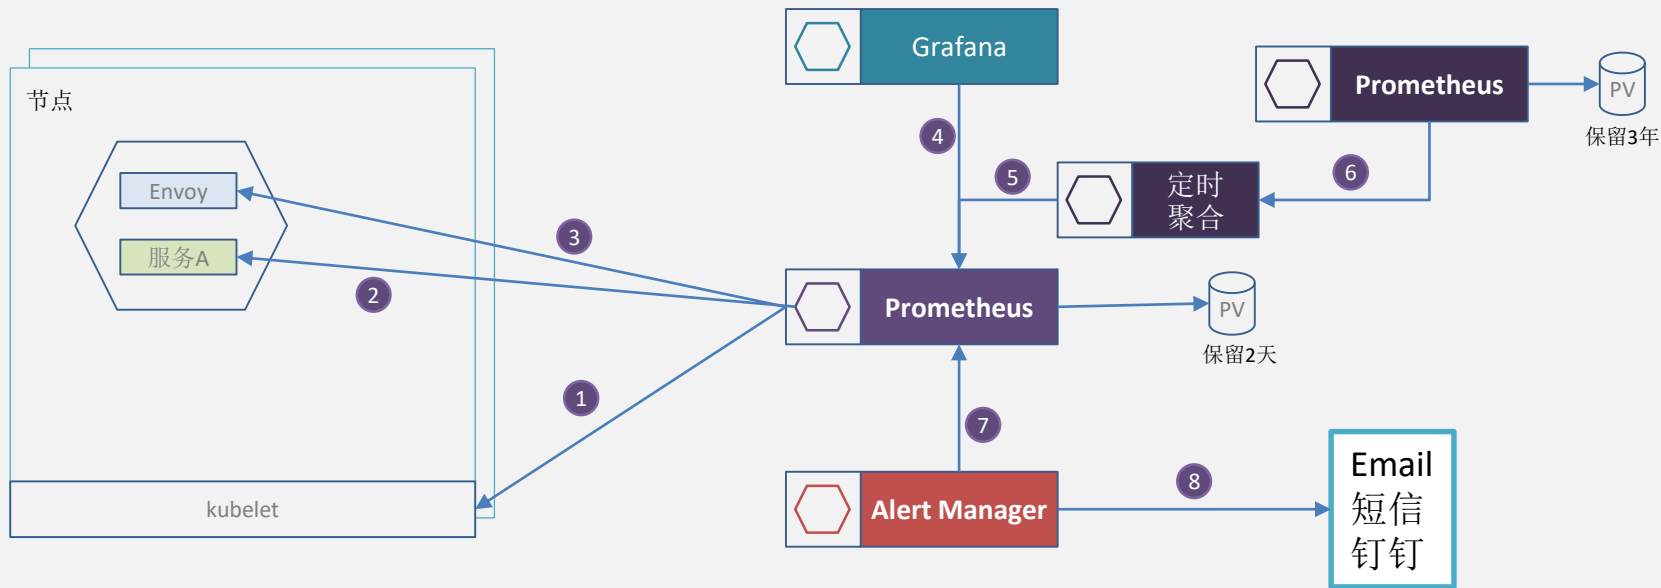 Grafana
Prometheus
PV
保留3年
节点
4
5
6
定时
聚合
Envoy
服务A
3
2
Prometheus
PV
保留2天
1
7
kubelet
Alert Manager
8
Email
短信
钉钉